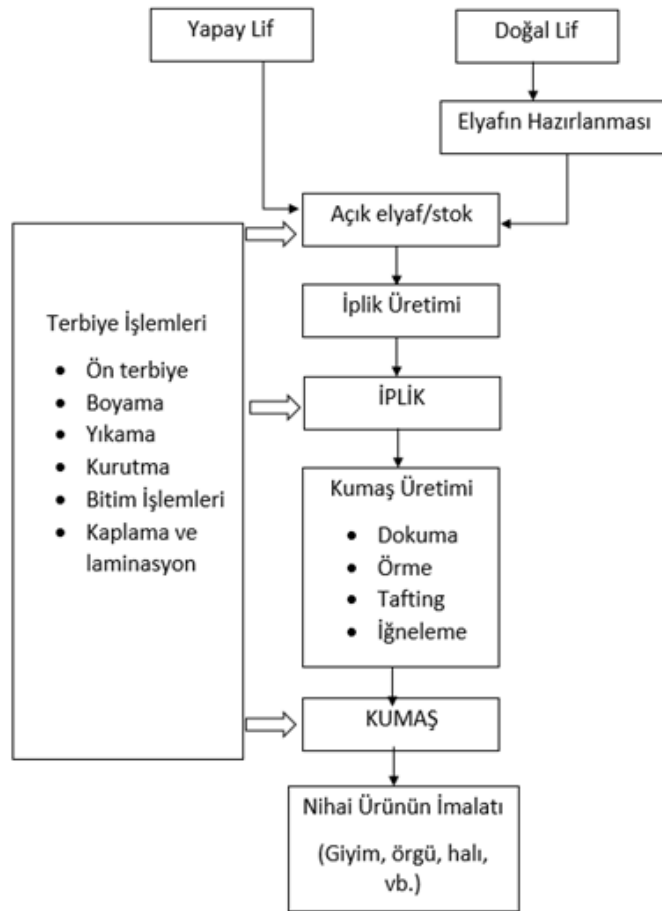 Yapay Lif
Doğal Lif
Elyafın Hazırlanması
Açık elyaf/stok
İplik Üretimi
Terbiye İşlemleri
• Ön terbiye
• Boyama
• Yıkama
• Kurutma
• Bitim İşlemleri
• Kaplama ve
laminasyon
İPLİK
Kumaş Üretimi
• Dokuma
• Örme
• Tafting
• İğneleme
KUMAŞ
Nihai Ürünün İmalatı
(Giyim, örgü, halı,
vb.)